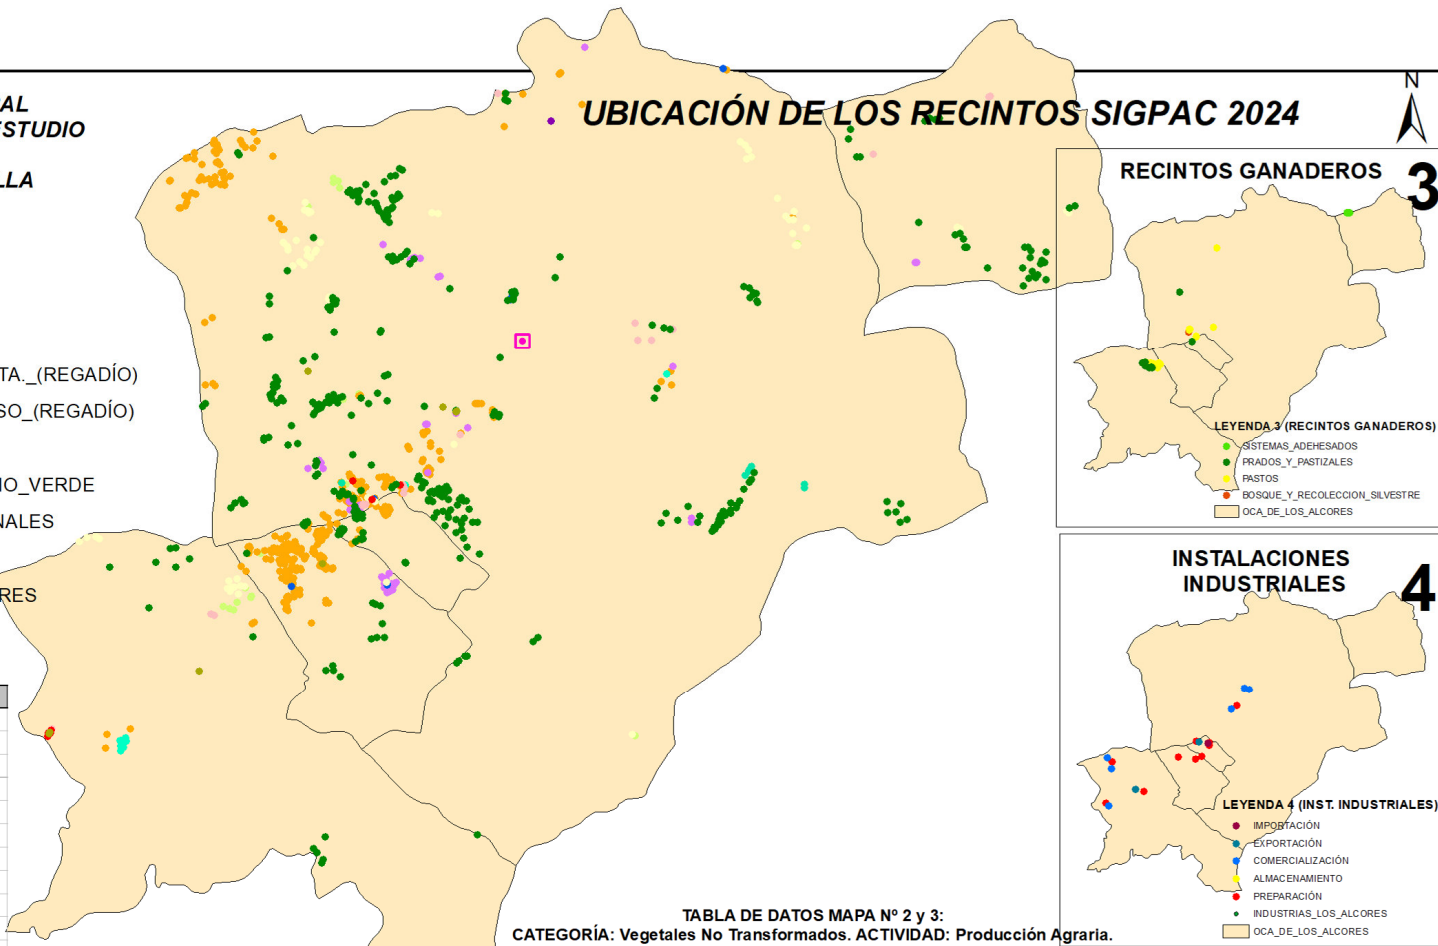 AL
ESTUDIO
LLA
UBICACIÓN DE LOS RECINTOS SIGPAC 2024
N
TA._(REGADÍO)
SO_(REGADÍO)
IO_VERDE
NALES
RES
RECINTOS GANADEROS
3
LEYENDA 3 (RECINTOS GANADEROS)
SISTEMAS_ADEHESADOS
PRADOS_Y_PASTIZALES
PASTOS
BOSQUE_Y_RECOLECCION_SILVESTRE
OCA_DE_LOS_ALCORES
INSTALACIONES
INDUSTRIALES
4
LEYENDA 4 (INST. INDUSTRIALES)
IMPORTACIÓN
EXPORTACIÓN
COMERCIALIZACIÓN
ALMACENAMIENTO
PREPARACIÓN
INDUSTRIAS_LOS_ALCORES
OCA_DE_LOS_ALCORES
TABLA DE DATOS MAPA Nº 2 y 3:
CATEGORÍA: Vegetales No Transformados. ACTIVIDAD: Producción Agraria.